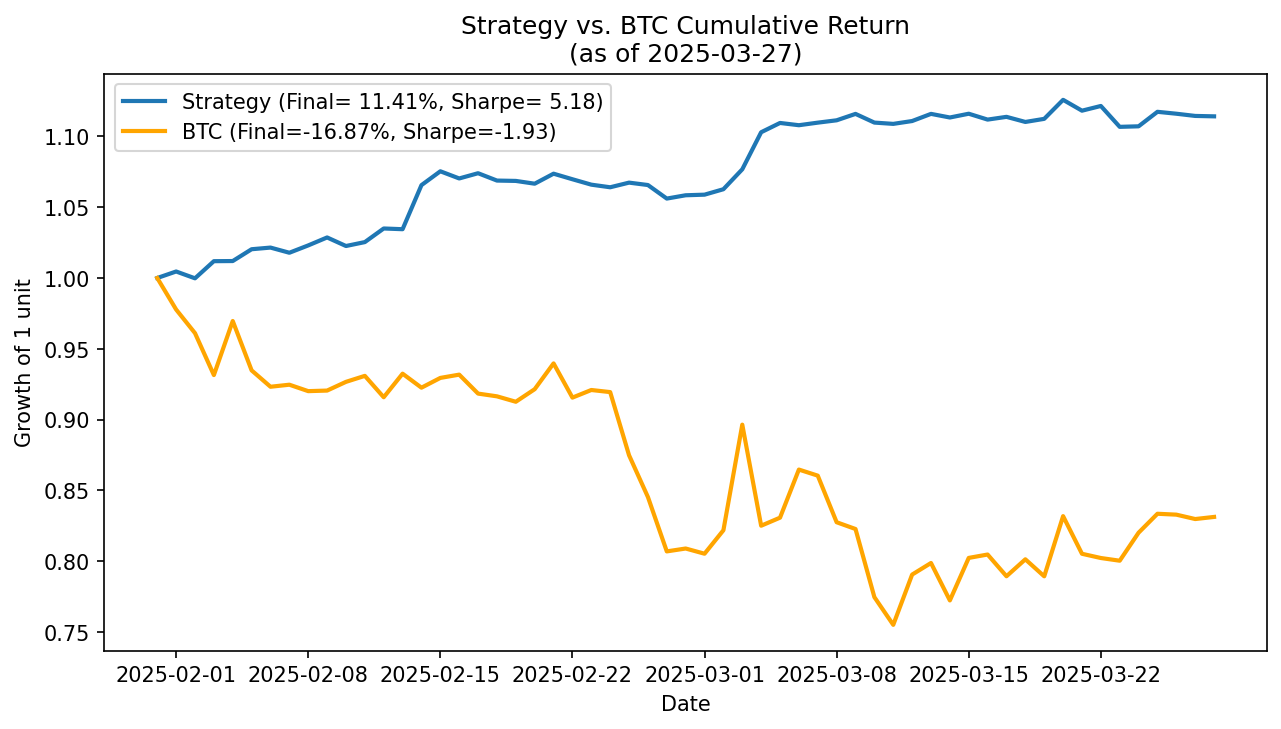 Strategy vs. BTC Cumulative Return
(as of 2025-03-27)
Strategy (Final= 11.41%, Sharpe= 5.18)
BTC (Final=-16.87%, Sharpe=-1.93)
Growth of 1 unit
1.10
1.05
1.00
0.95
0.90
0.85
0.80
0.75
2025-02-01 2025-02-08 2025-02-15 2025-02-22 2025-03-01 2025-03-08 2025-03-15 2025-03-22
Date